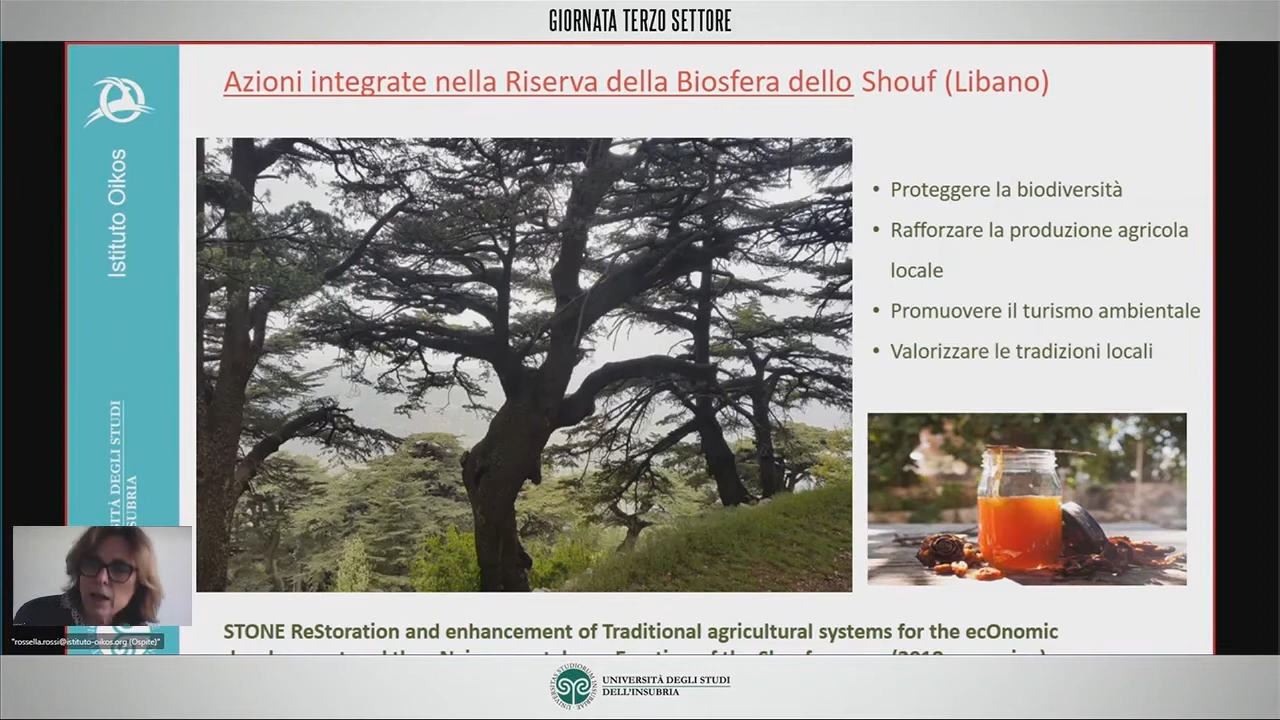 GIORNATA TERZO SETTORE
Azioni integrate nella Riserva della Biosfera dello Shouf (Libano)
Istituto Oikos
• Proteggere la biodiversità
• Rafforzare la produzione agricola
locale
• Promuovere il turismo ambientale
• Valorizzare le tradizioni locali
"rossella.rossi@istituto-oikos.org (Ospite)"
STONE ReStoration and enhancement of Traditional agricultural systems for the ecOnomic
UNIVERSITÀ DEGLI STUDI
DELL'INSUBRIA